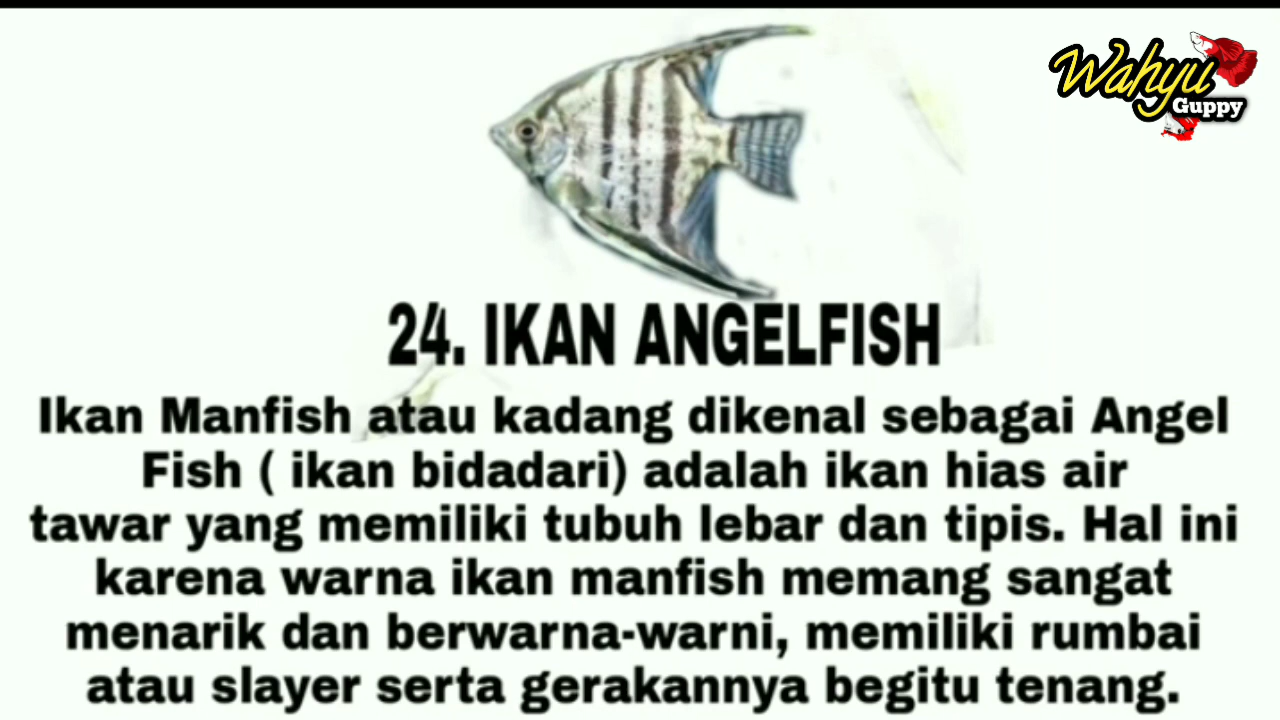 Wahyu
Guppy
24. IKAN ANGELFISH
Ikan Manfish atau kadang dikenal sebagai Angel
Fish ( ikan bidadari) adalah ikan hias air
tawar yang memiliki tubuh lebar dan tipis. Hal ini
karena warna ikan manfish memang sangat
menarik dan berwarna-warni, memiliki rumbai
atau slayer serta gerakannya begitu tenang.